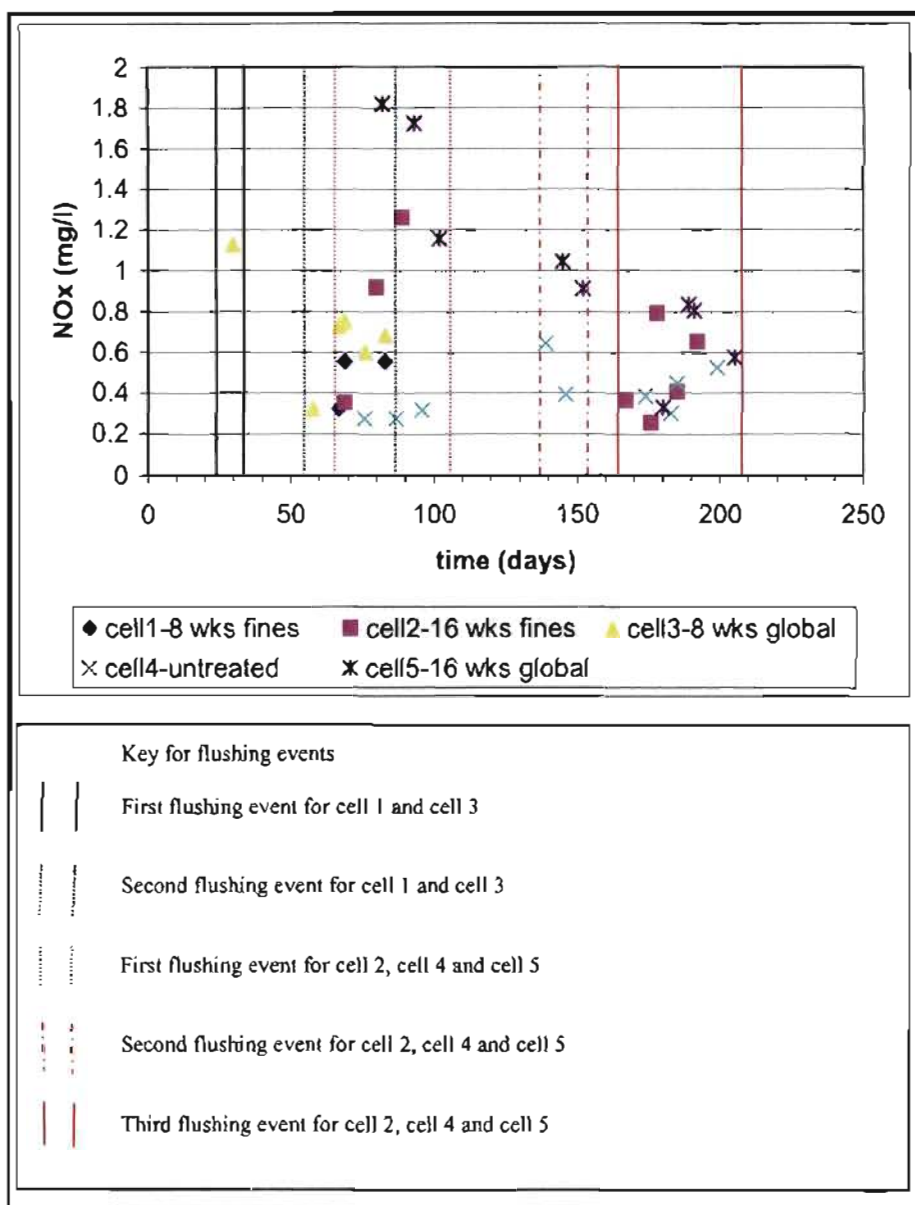 2
1.8
1.6
1.4
1.2
1
0.8
0.6
0.4
0.2
0
NOx (mg/l)
0 50 100 150 200 250
time (days)
cell1-8 wks fines cell2-16 wks fines cell3-8 wks global
cell4-untreated cell5-16 wks global
Key for flushing events
First flushing event for cell 1 and cell 3
Second flushing event for cell 1 and cell 3
First flushing event for cell 2, cell 4 and cell 5
Second flushing event for cell 2, cell 4 and cell 5
Third flushing event for cell 2, cell 4 and cell 5